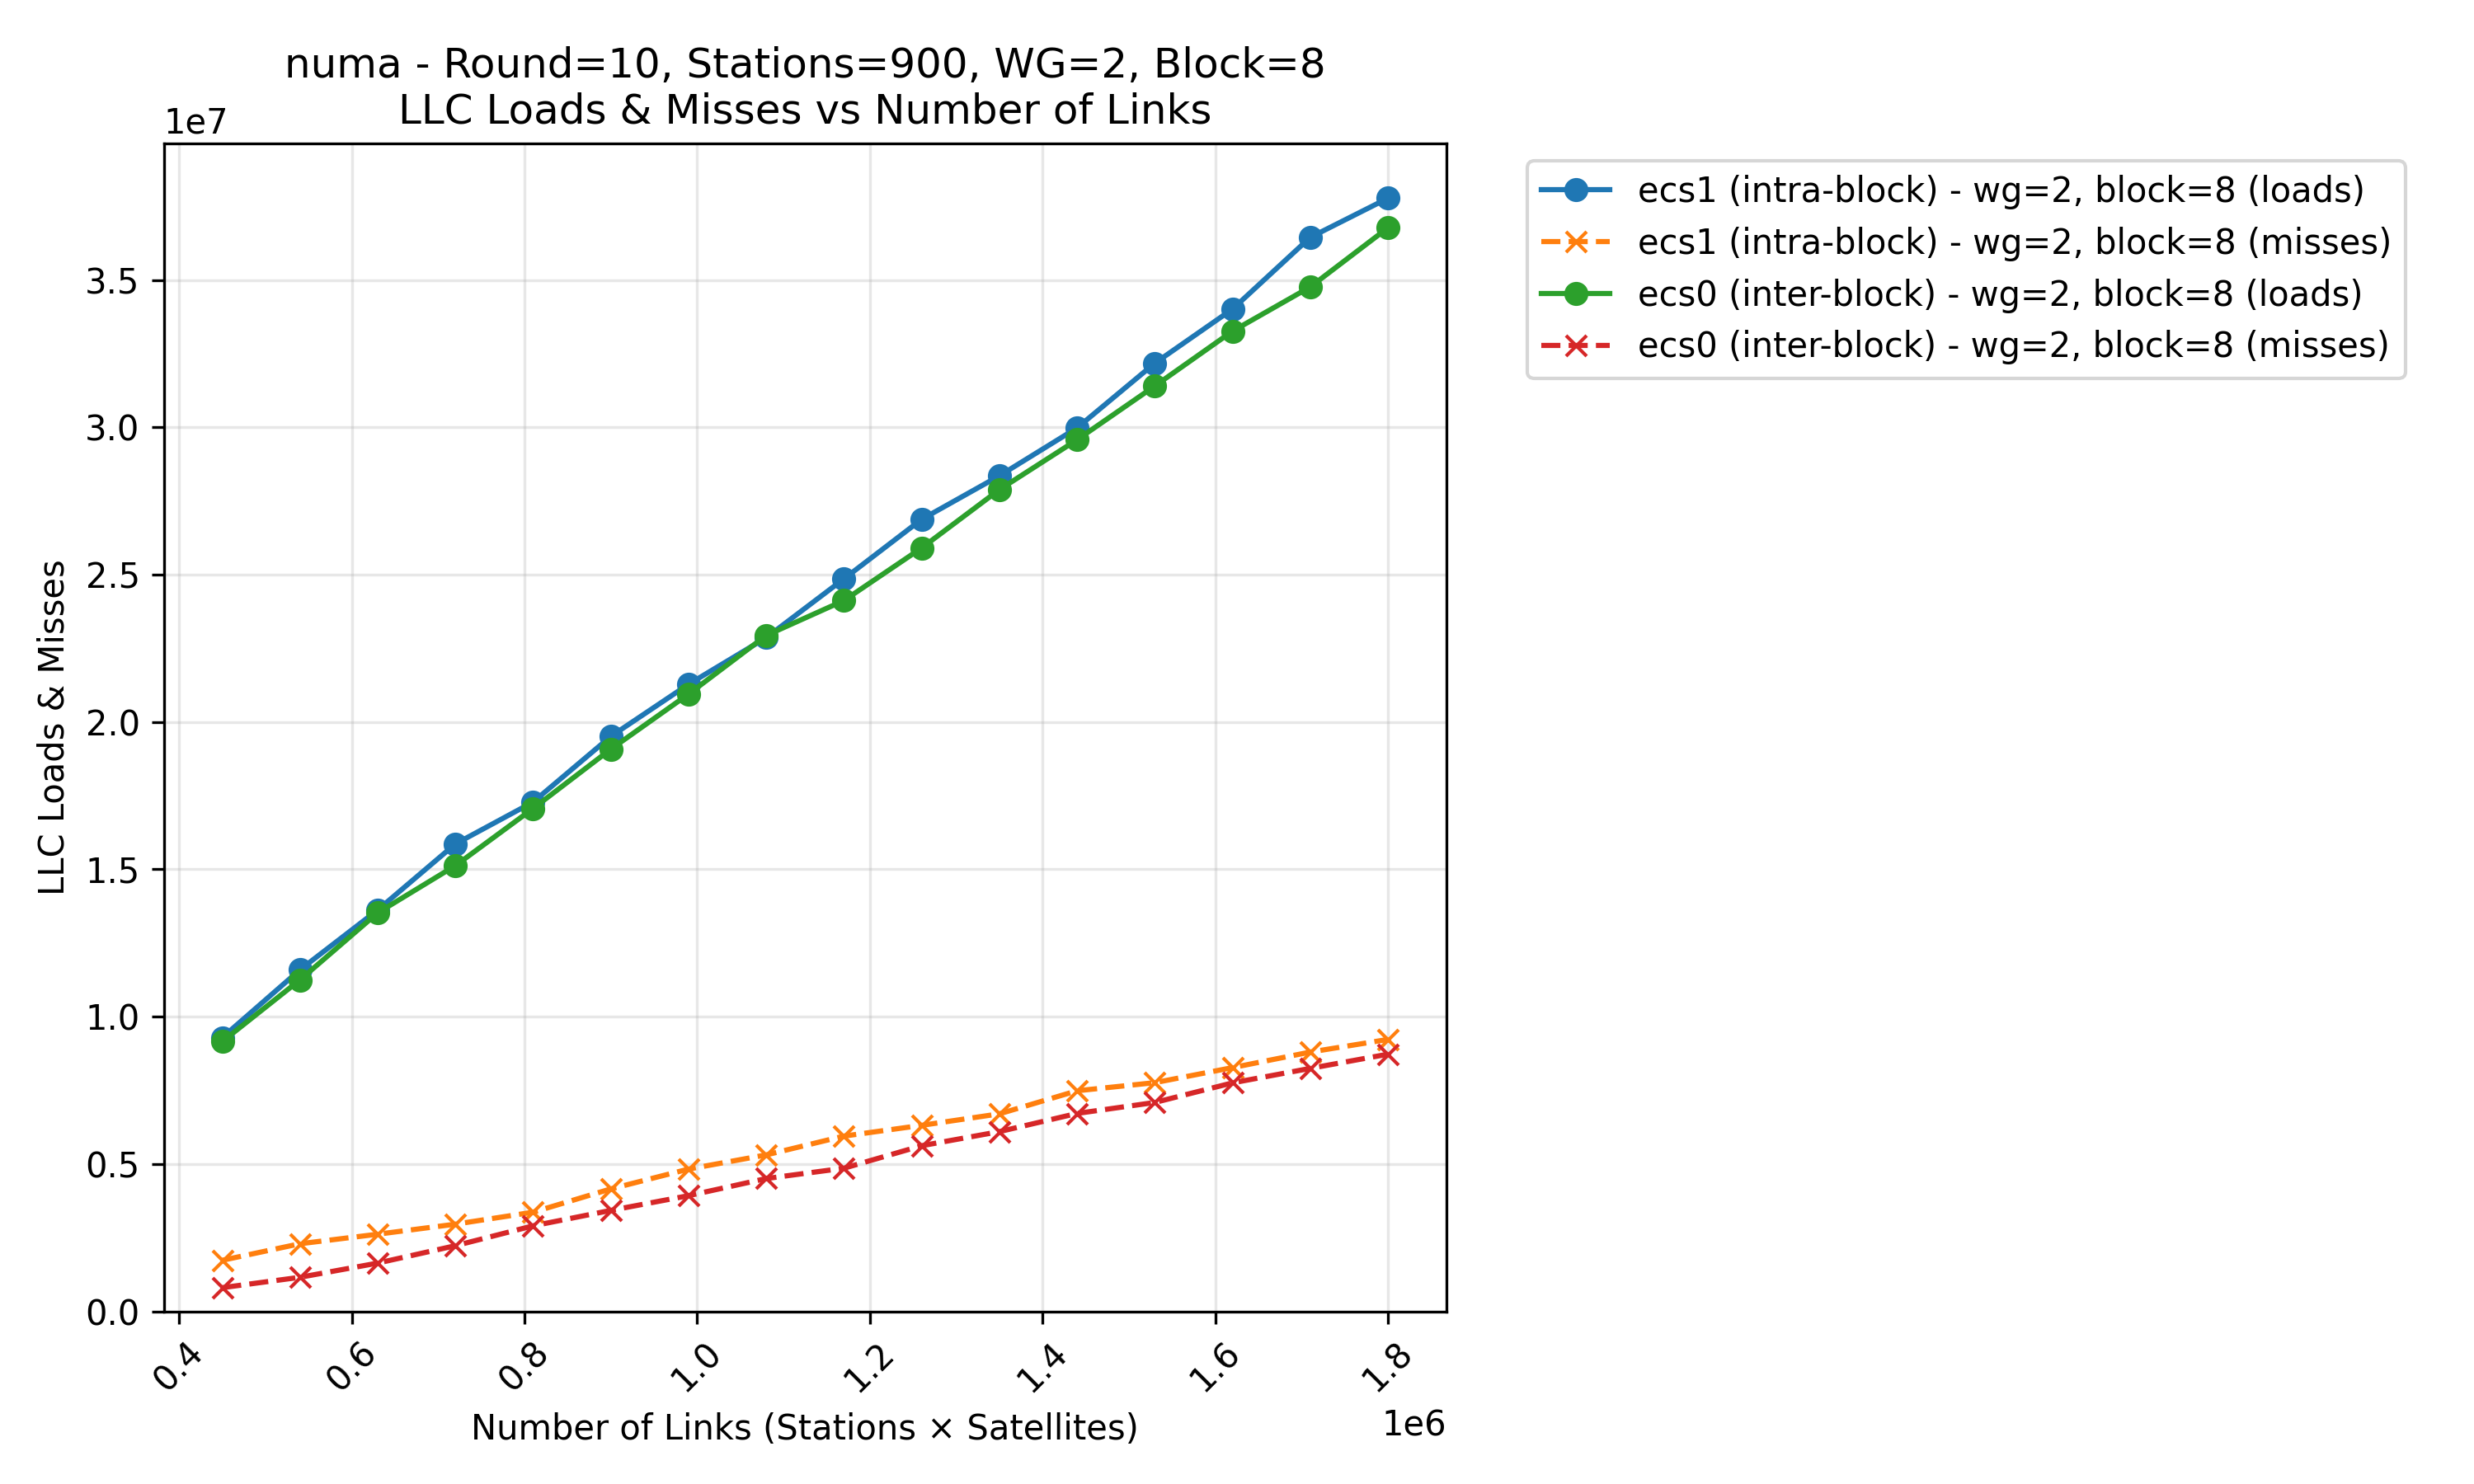 numa - Round=10, Stations=900, WG=2, Block=8
LLC Loads & Misses vs Number of Links
1e7
3.5
3.0
2.5
2.0
1.5
1.0
0.5
0.0
LLC Loads & Misses
0.4
0.6
0.8
1.0
1.2
1.4
1.6
1.8
1e6
Number of Links (Stations × Satellites)
ecs1 (intra-block) - wg=2, block=8 (loads)
ecs1 (intra-block) - wg=2, block=8 (misses)
ecs0 (inter-block) - wg=2, block=8 (loads)
ecs0 (inter-block) - wg=2, block=8 (misses)